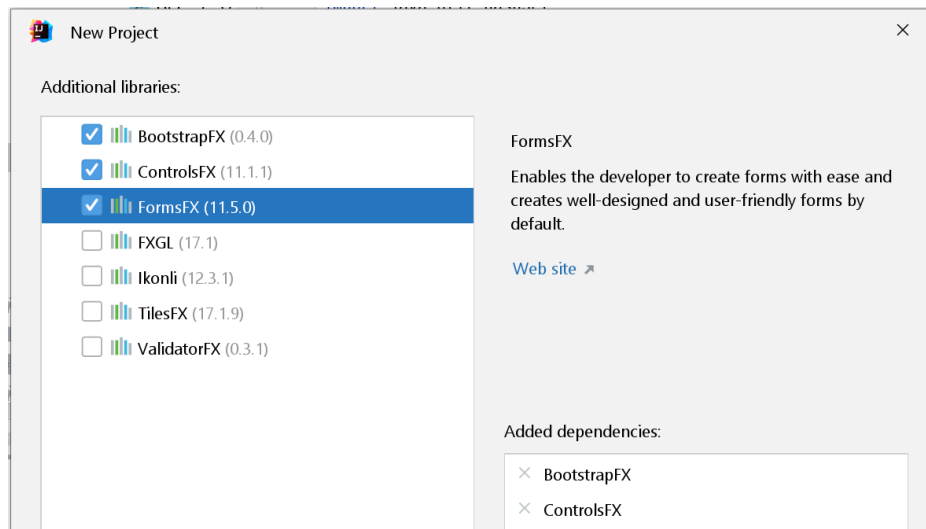 New Project
Additional libraries:
BootstrapFX (0.4.0)
ControlsFX (11.1.1)
FormsFX (11.5.0)
FXGL (17.1)
Ikonli (12.3.1)
TilesFX (17.1.9)
ValidatorFX (0.3.1)
FormsFX
Enables the developer to create forms with ease and
creates well-designed and user-friendly forms by
default.
Web site
Added dependencies:
BootstrapFX
ControlsFX